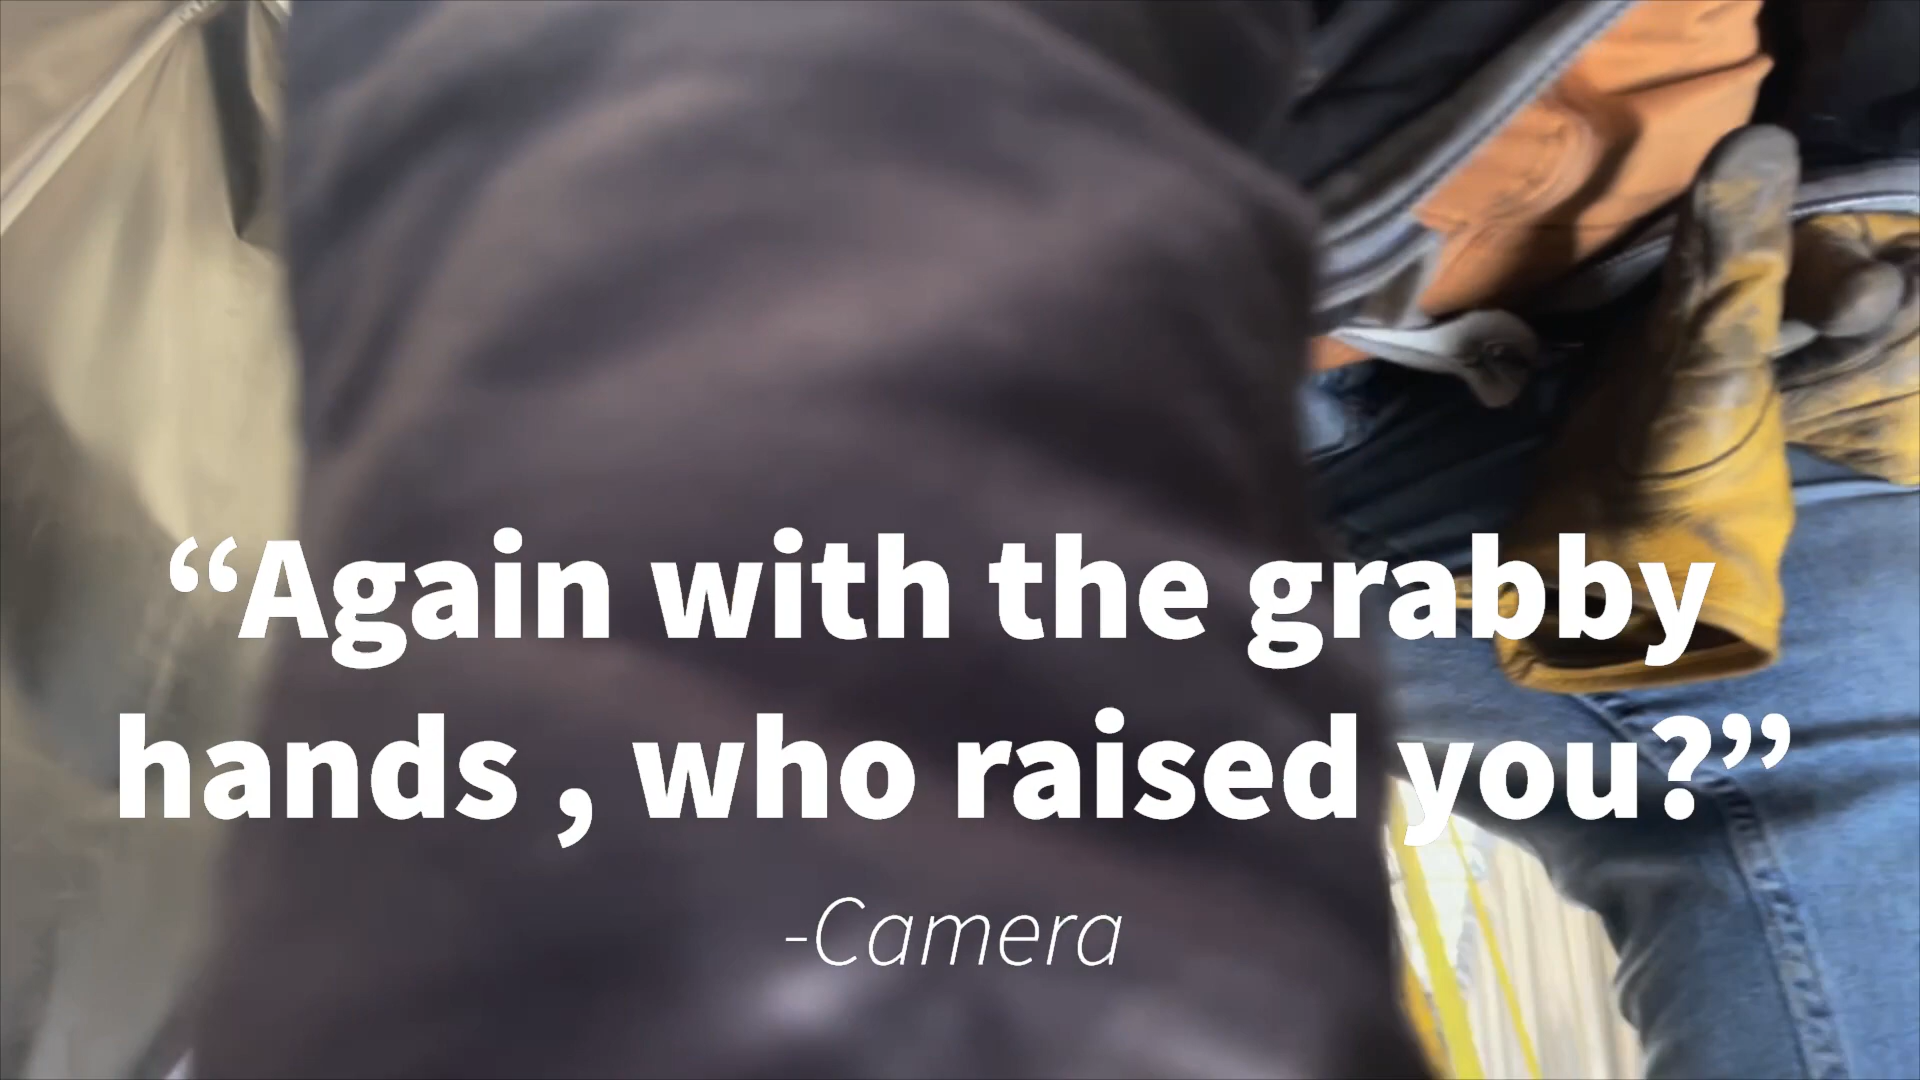 “Again with the grabby
hands , who raised you?”
-Camera